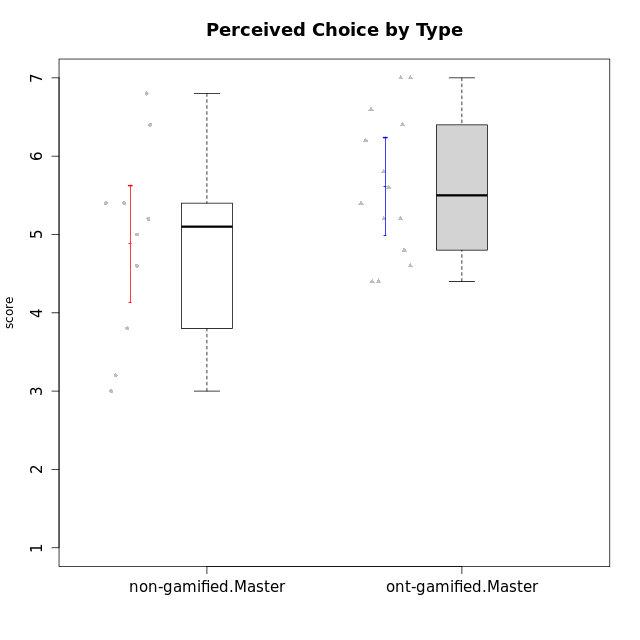 Perceived Choice by Type
7
6
5
4
3
2
1
score
non-gamified.Master
ont-gamified.Master